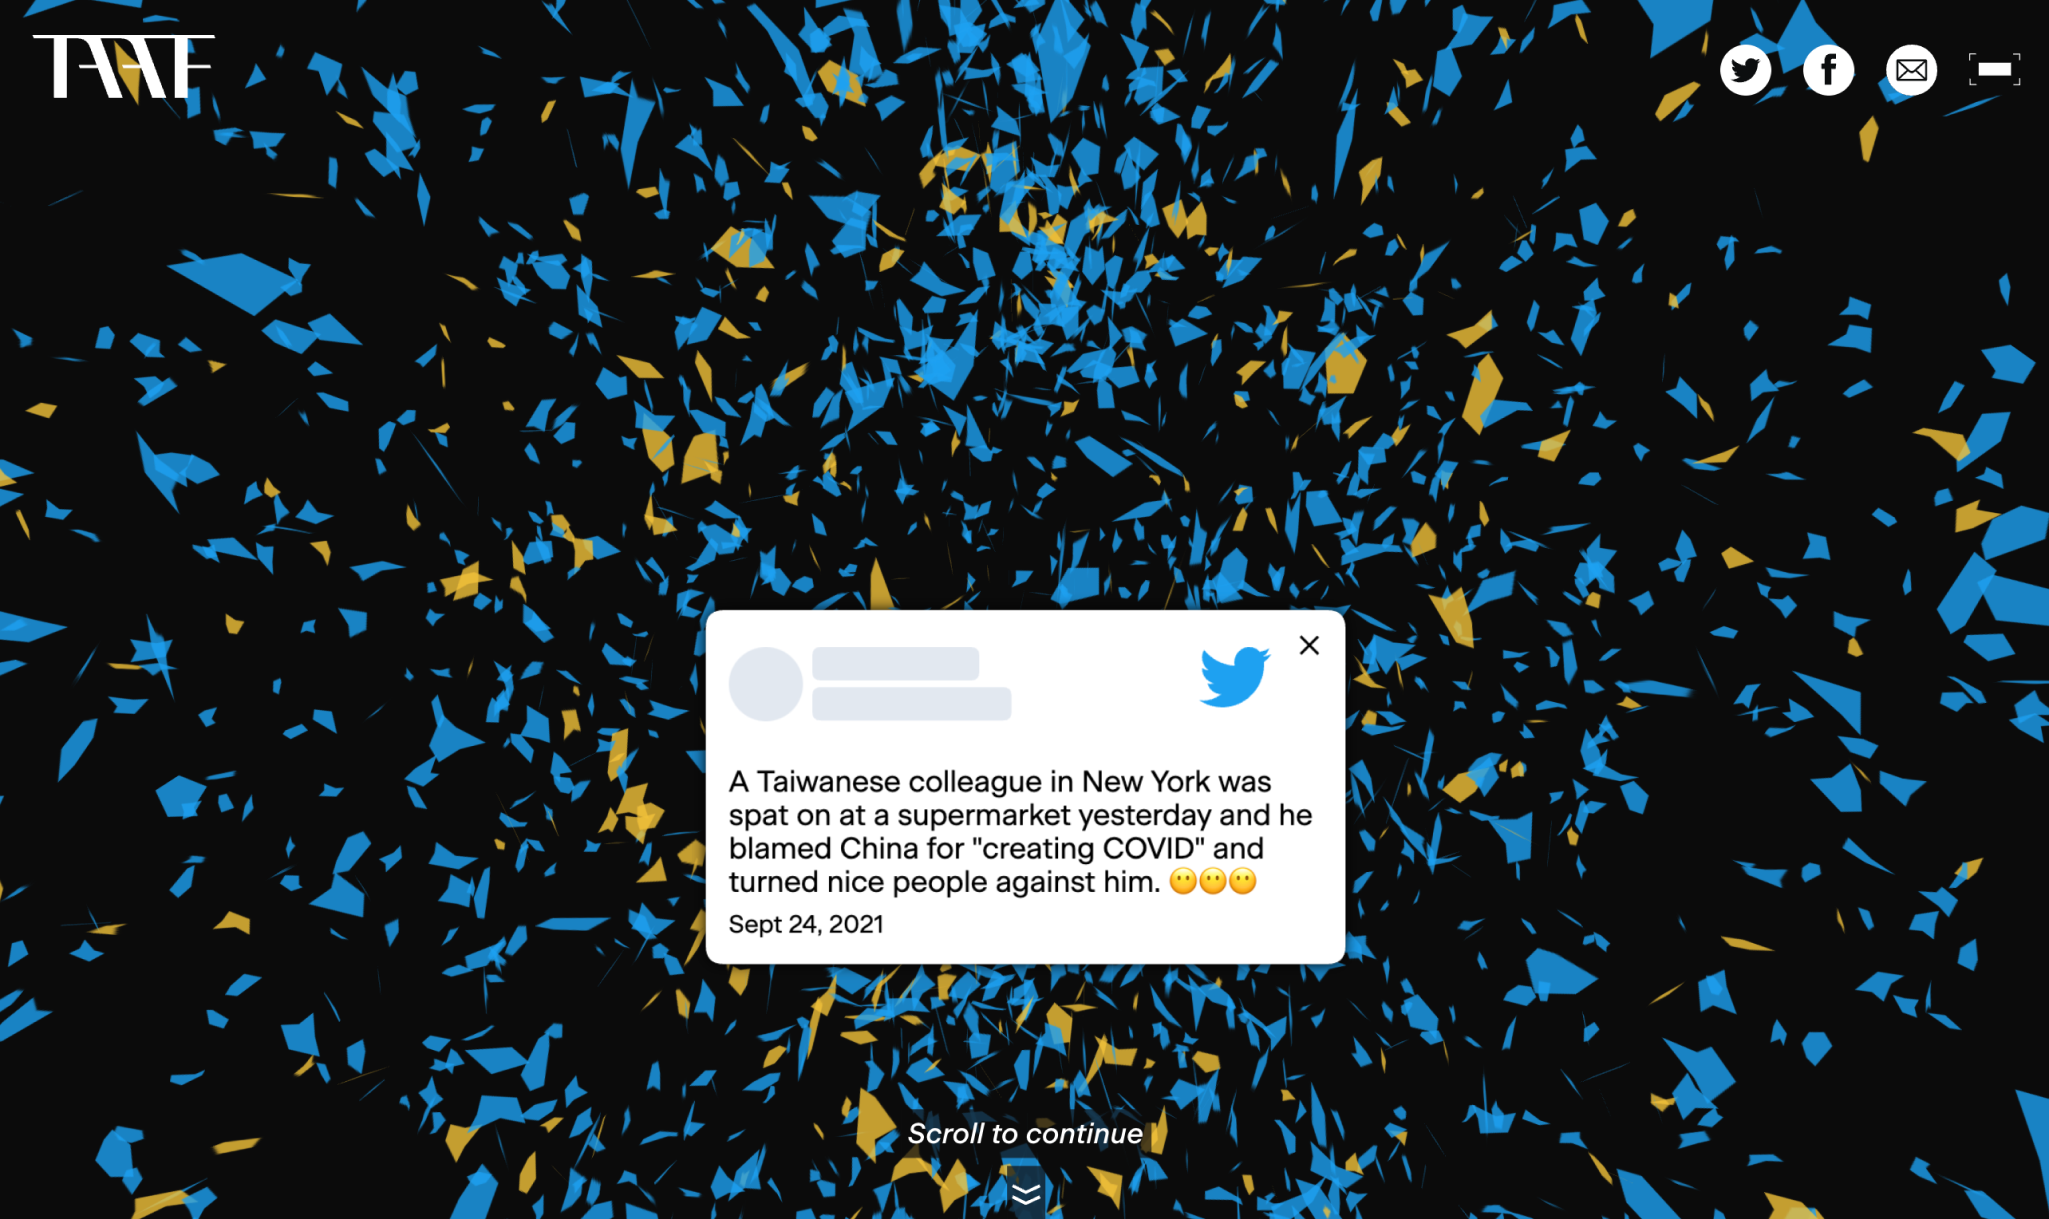 TAAF
A Taiwanese colleague in New York was
spat on at a supermarket yesterday and he
blamed China for "creating COVID" and
turned nice people against him. 😶😶😶
Sept 24, 2021
Scroll to continue